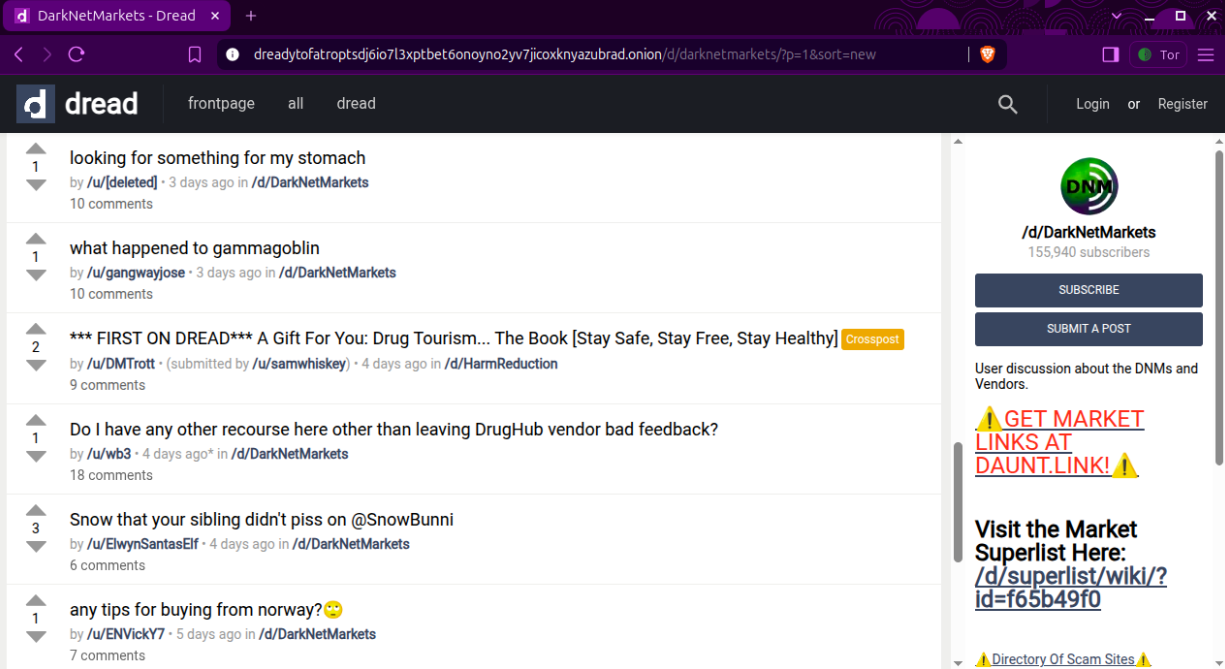 DarkNetMarkets - Dread
dreadytofatroptsdj6io7l3xptbet6onoyno2yv7jicoxknyazubrad.onion/d/darknetmarkets/?p=1&sort=new
Tor
d dread
frontpage
all
dread
Login or Register
1
looking for something for my stomach
by /u/[deleted] • 3 days ago in /d/DarkNetMarkets
10 comments
1
what happened to gammagoblin
by /u/gangwayjose • 3 days ago in /d/DarkNetMarkets
10 comments
2
*** FIRST ON DREAD*** A Gift For You: Drug Tourism... The Book [Stay Safe, Stay Free, Stay Healthy] Crosspost
by /u/DMTrott • (submitted by /u/samwhiskey) • 4 days ago in /d/HarmReduction
9 comments
1
Do I have any other recourse here other than leaving DrugHub vendor bad feedback?
by /u/wb3 • 4 days ago* in /d/DarkNetMarkets
18 comments
3
Snow that your sibling didn't piss on @SnowBunni
by /u/ElwynSantasElf • 4 days ago in /d/DarkNetMarkets
6 comments
1
any tips for buying from norway?🙄
by /u/ENVickY7 • 5 days ago in /d/DarkNetMarkets
7 comments
DNM
/d/DarkNetMarkets
155,940 subscribers
SUBSCRIBE
SUBMIT A POST
User discussion about the DNMs and
Vendors.
⚠️GET MARKET
LINKS AT
DAUNT.LINK!⚠️
Visit the Market
Superlist Here:
/d/superlist/wiki/?
id=f65b49f0
⚠️Directory Of Scam Sites⚠️